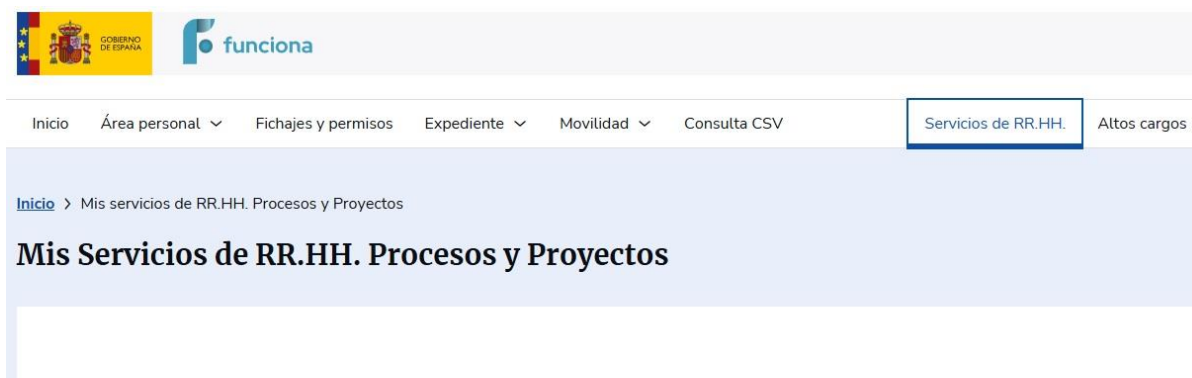 GOBIERNO
DE ESPAÑA
funciona
Inicio Área personal Fichajes y permisos Expediente Movilidad Consulta CSV Servicios de RR.HH. Altos cargos
Inicio > Mis servicios de RR.HH. Procesos y Proyectos
Mis Servicios de RR.HH. Procesos y Proyectos